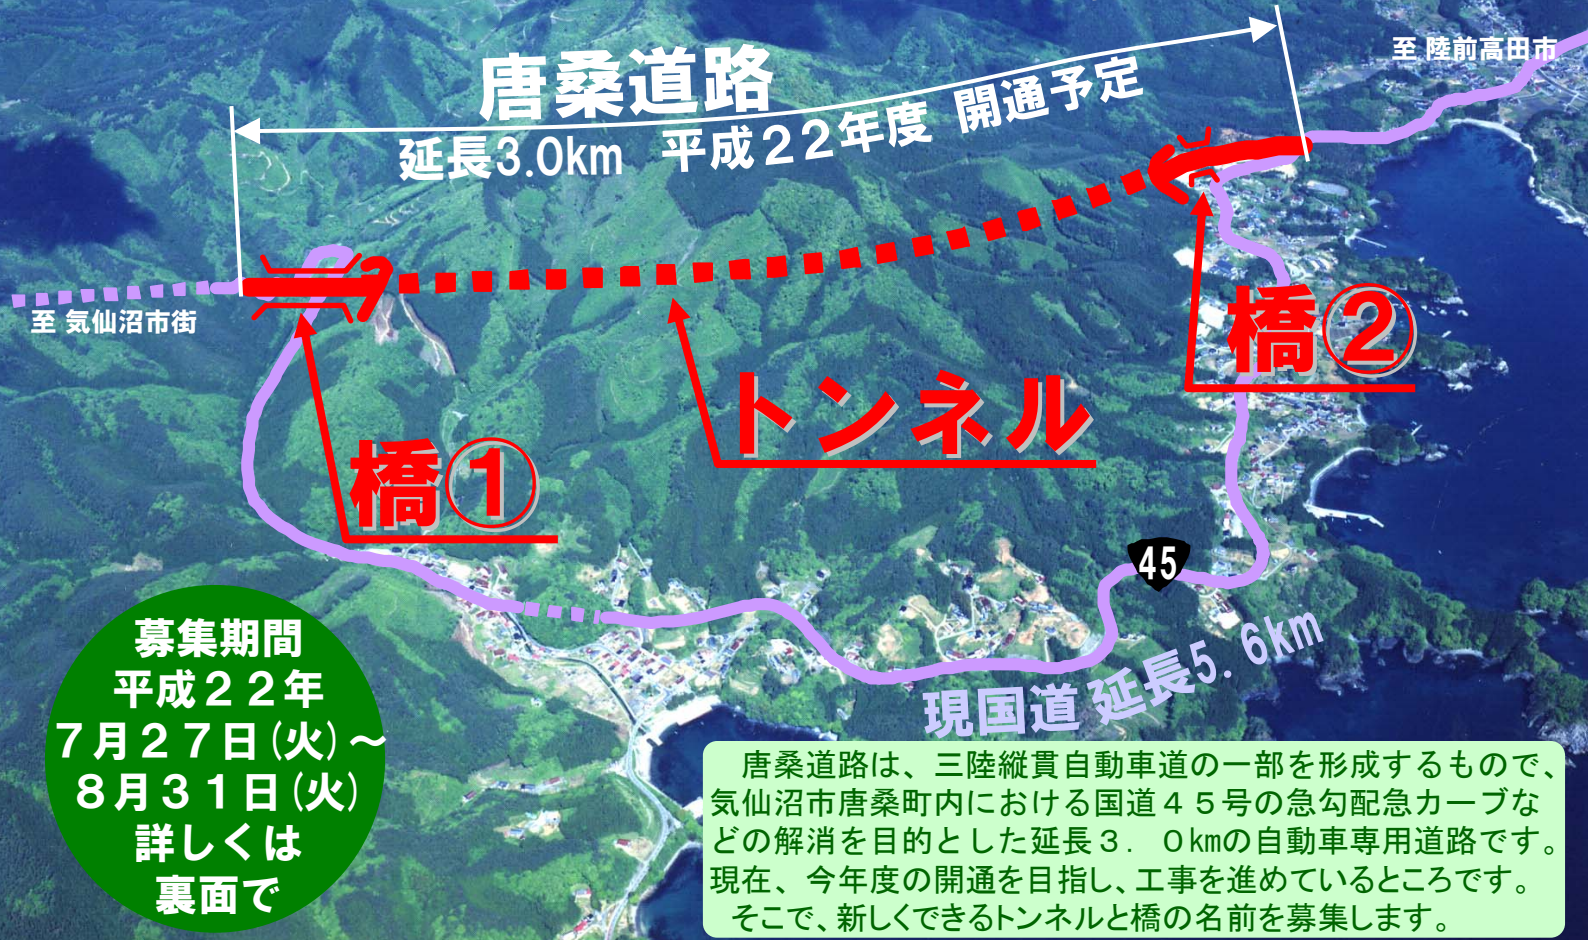 唐桑道路
延長3.0km 平成22年度 開通予定
至 陸前高田市
至 気仙沼市街
橋②
トンネル
橋①
45
現国道 延長5.6km
募集期間
平成22年
7月27日(火)~
8月31日(火)
詳しくは
裏面で
唐桑道路は、三陸縦貫自動車道の一部を形成するもので、
気仙沼市唐桑町内における国道45号の急勾配急カーブな
どの解消を目的とした延長3.0kmの自動車専用道路です。
現在、今年度の開通を目指し、工事を進めているところです。
そこで、新しくできるトンネルと橋の名前を募集します。